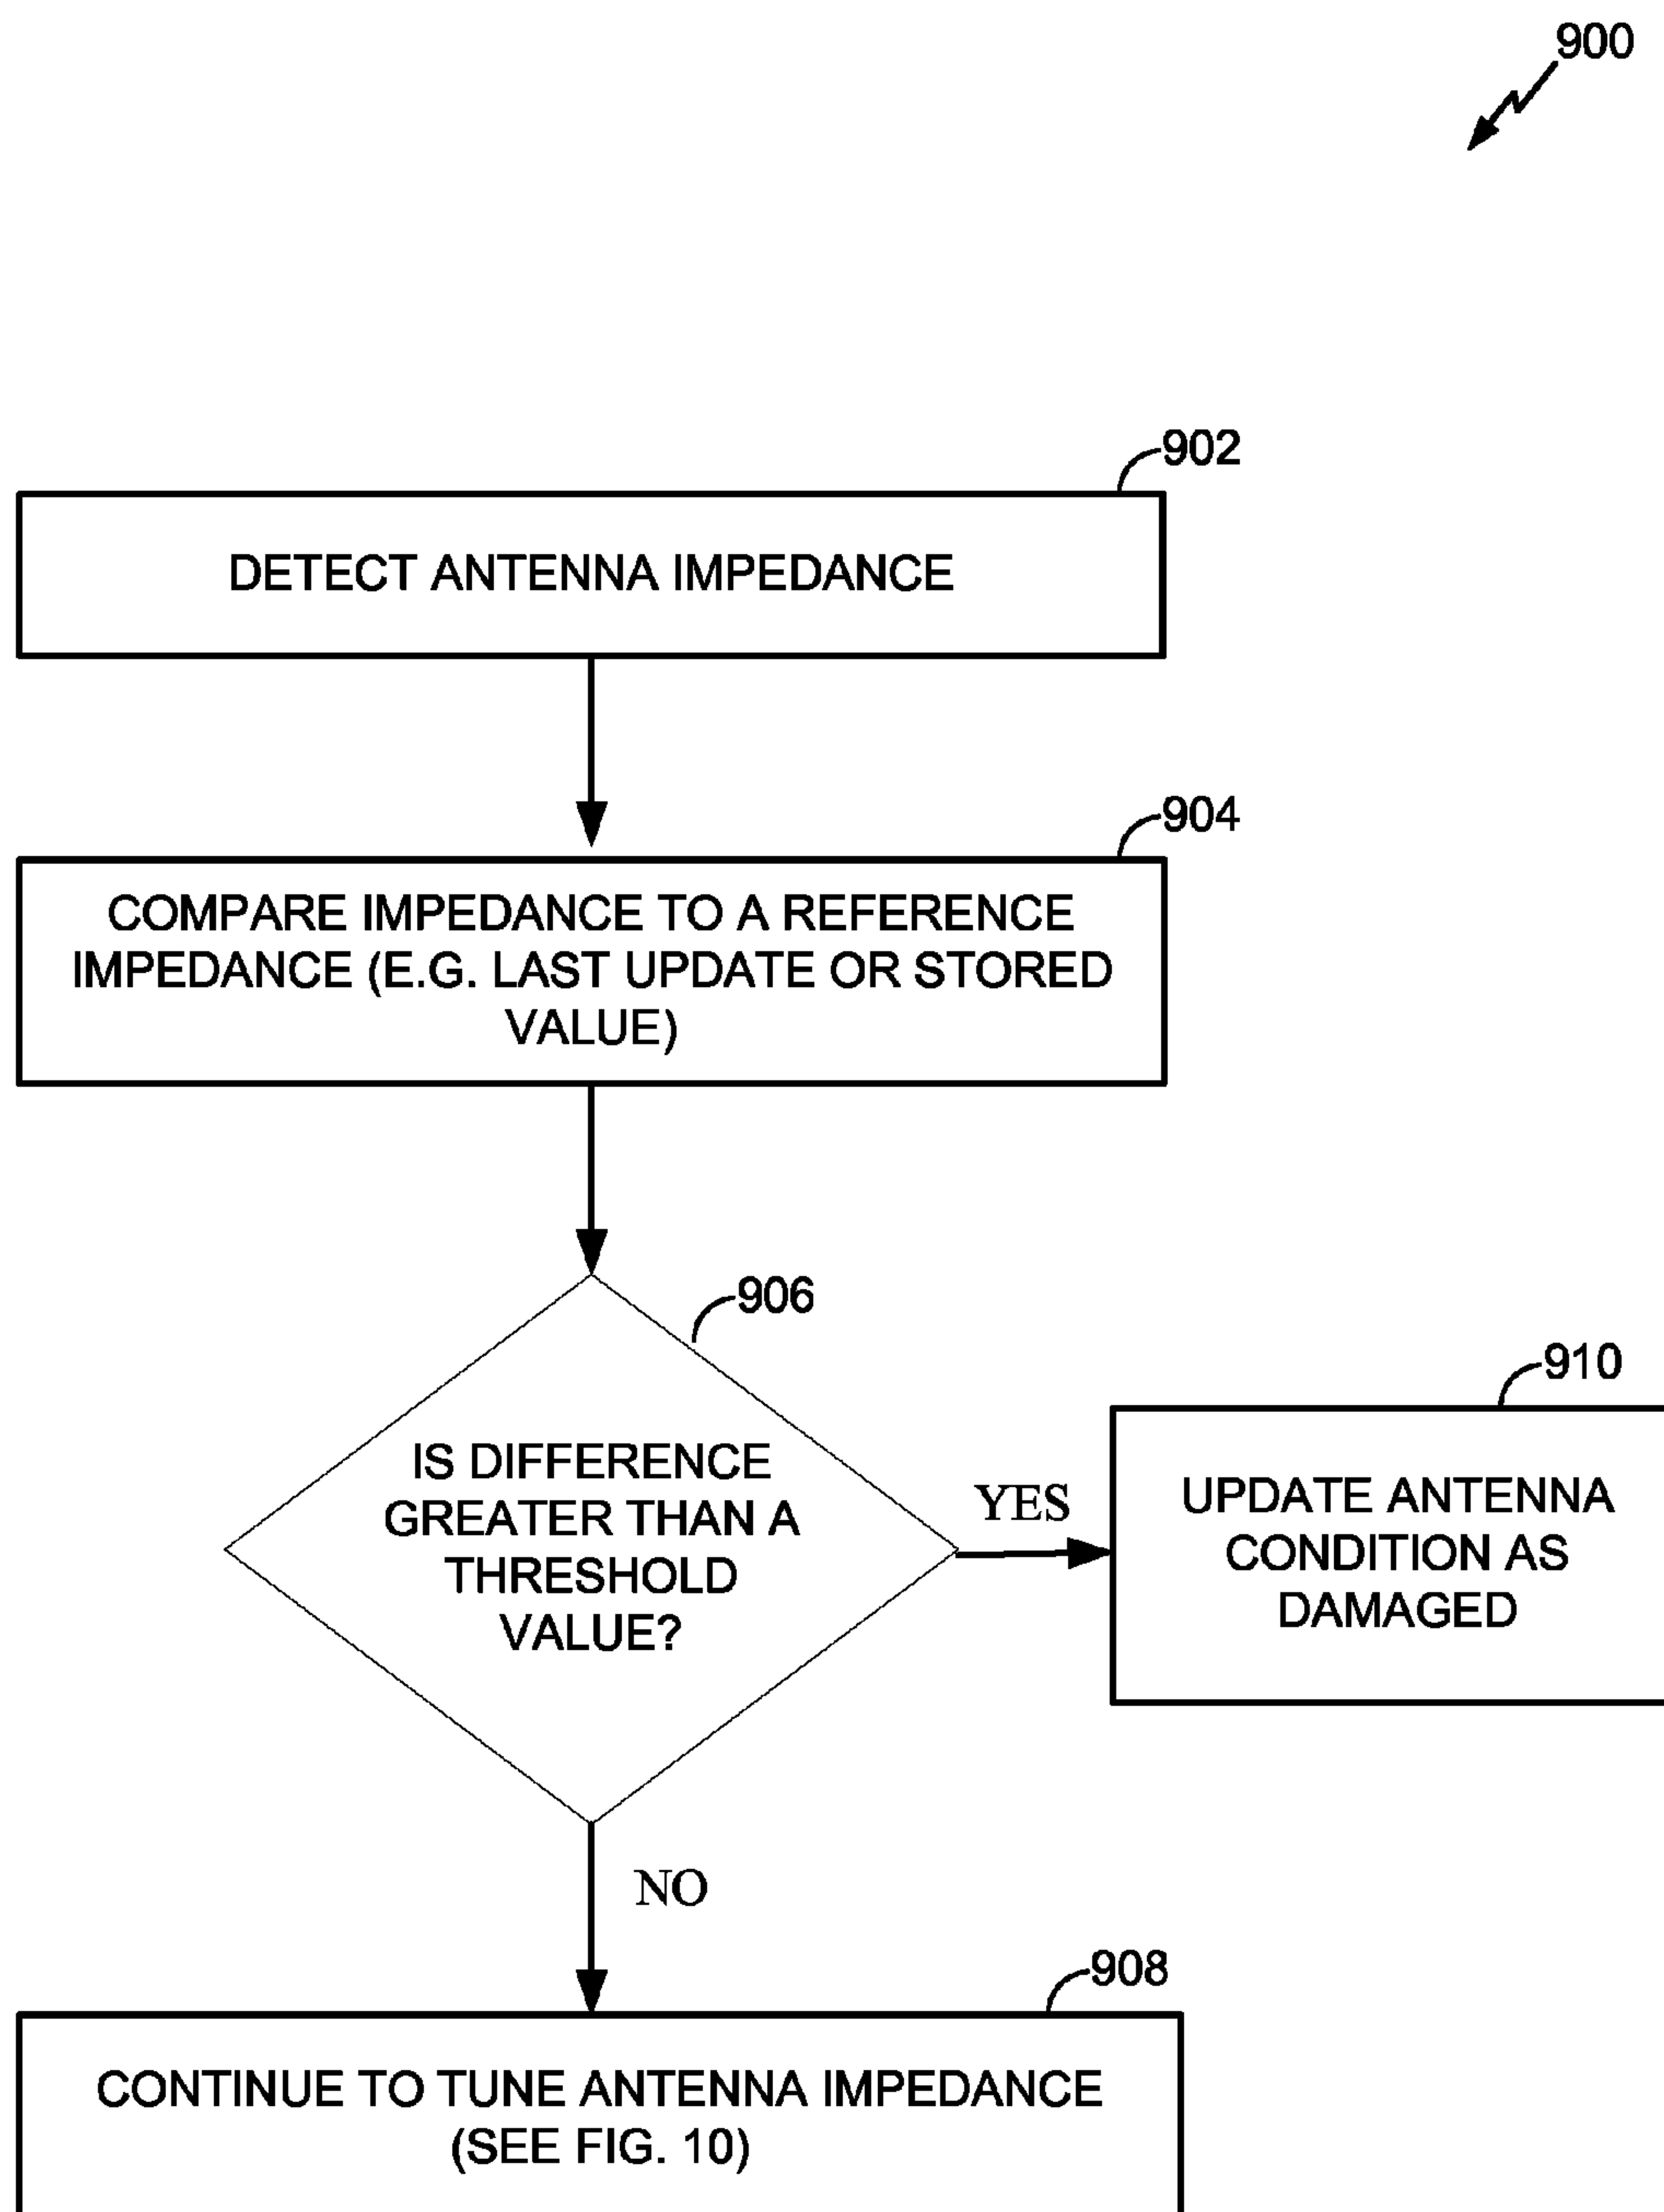 900
902
DETECT ANTENNA IMPEDANCE
904
COMPARE IMPEDANCE TO A REFERENCE
IMPEDANCE (E.G. LAST UPDATE OR STORED
VALUE)
906
IS DIFFERENCE
GREATER THAN A
THRESHOLD
VALUE?
YES
910
UPDATE ANTENNA
CONDITION AS
DAMAGED
NO
908
CONTINUE TO TUNE ANTENNA IMPEDANCE
(SEE FIG. 10)